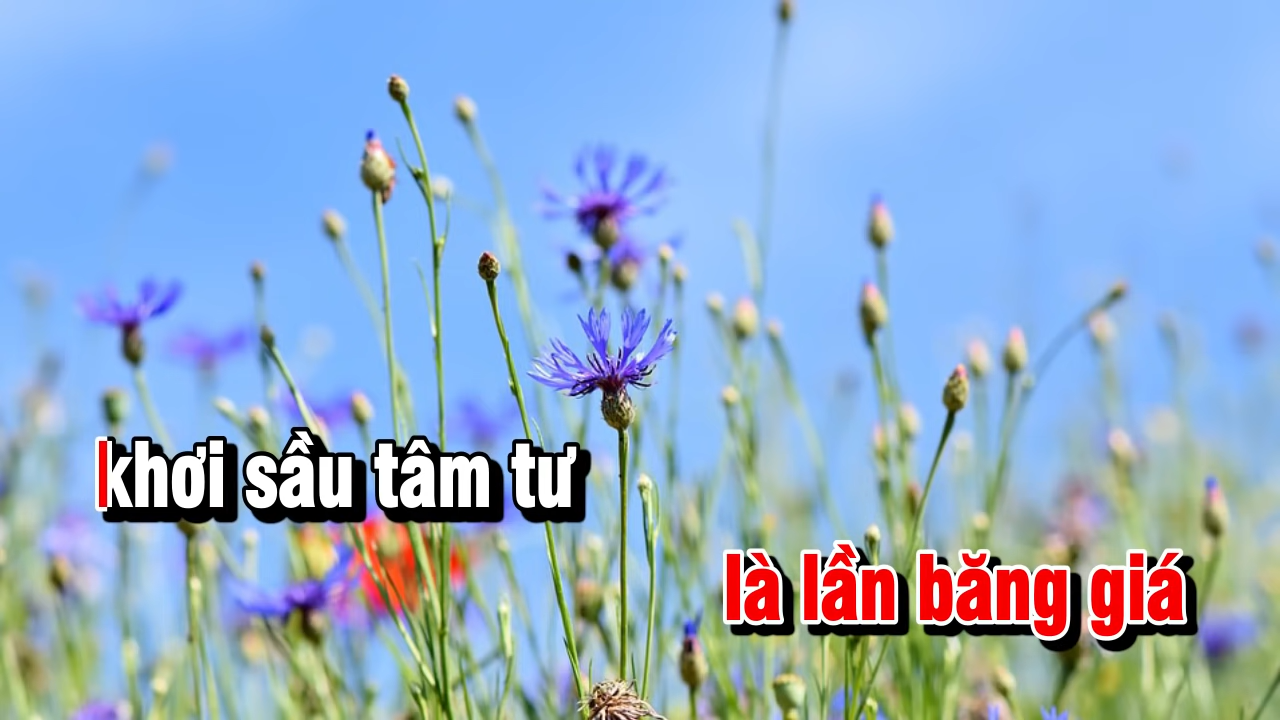 khơi sầu tâm tư
là lần băng giá